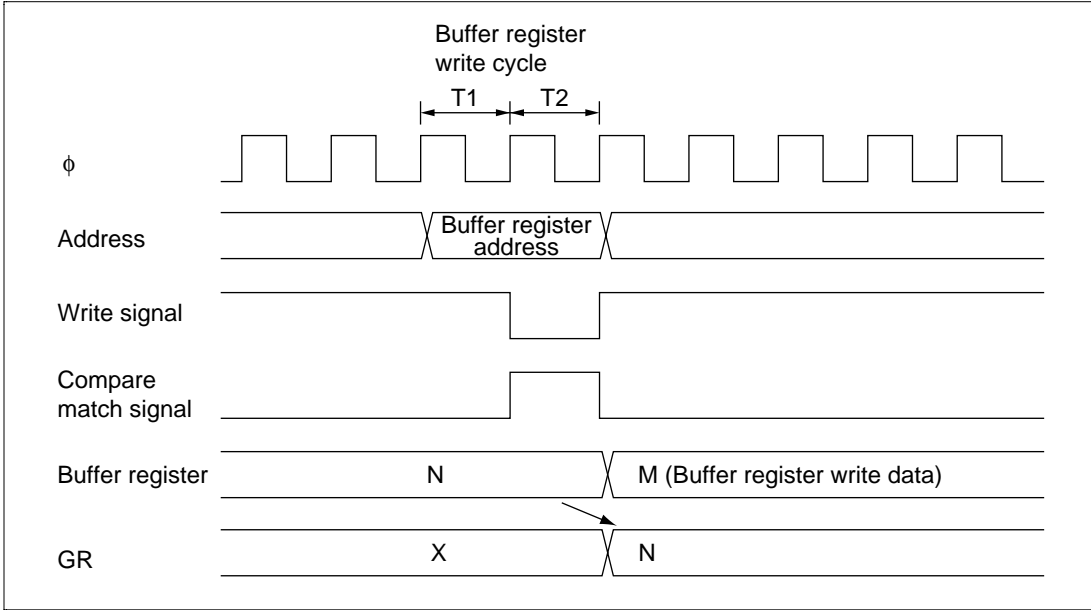 Buffer register
write cycle
T1 T2
ϕ
Address
Buffer register
address
Write signal
Compare
match signal
Buffer register
N
M (Buffer register write data)
GR
X
N